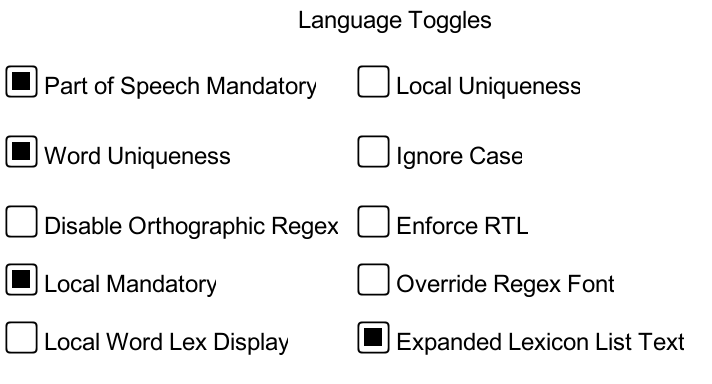 Language Toggles
Part of Speech Mandatory Local Uniqueness
Word Uniqueness Ignore Case
Disable Orthographic Regex Enforce RTL
Local Mandatory Override Regex Font
Local Word Lex Display Expanded Lexicon List Text